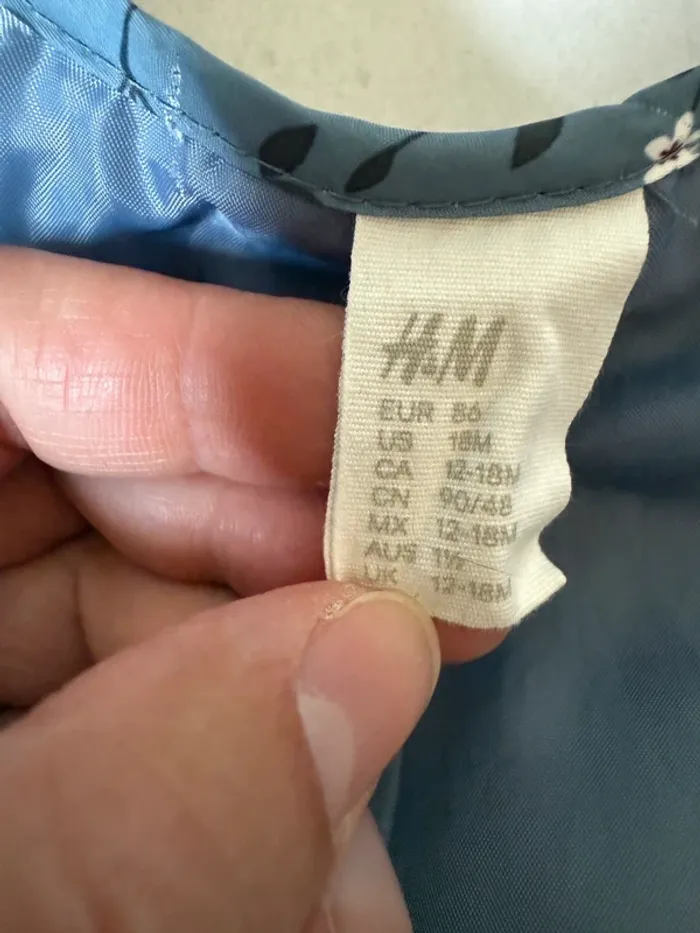 H&M
EUR 86
US 18M
CA 12-18M
CN 90/48
MX 12-18M
AUS 1½
UK 12-18M